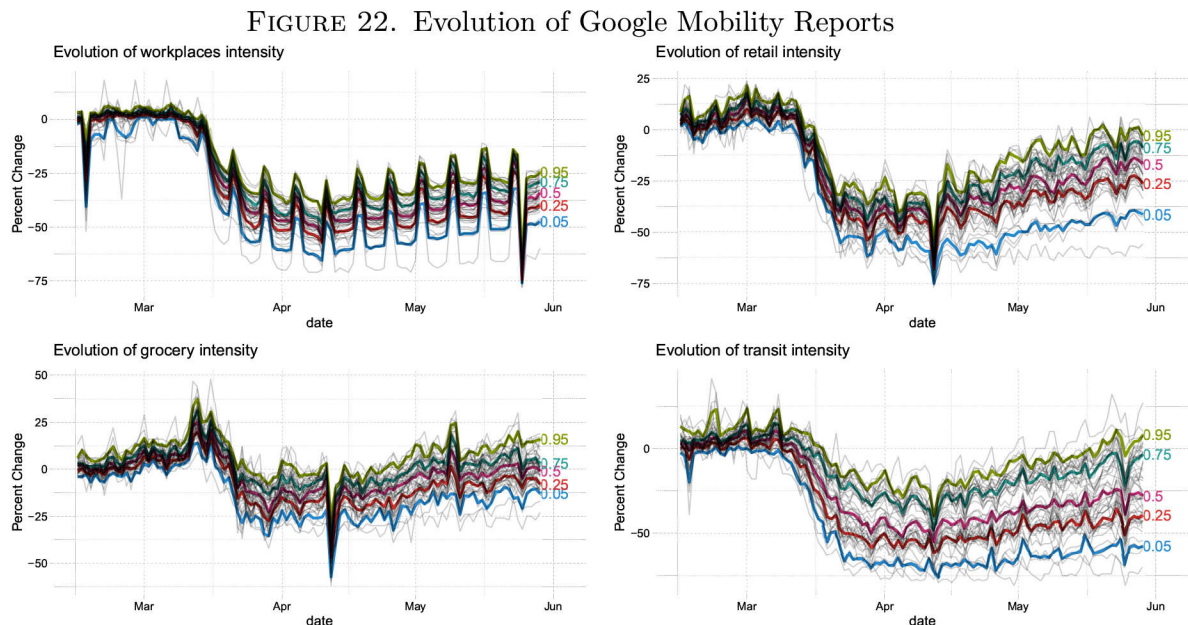 FIGURE 22. Evolution of Google Mobility Reports
Evolution of workplaces intensity
Percent Change
0
−25
−50
−75
0.95
0.75
0.5
0.25
0.05
Mar
Apr
May
Jun
date
Evolution of retail intensity
Percent Change
25
0
−25
−50
−75
0.95
0.75
0.5
0.25
0.05
Mar
Apr
May
Jun
date
Evolution of grocery intensity
Percent Change
50
25
0
−25
−50
0.95
0.75
0.5
0.25
0.05
Mar
Apr
May
Jun
date
Evolution of transit intensity
Percent Change
0
−50
0.95
0.75
0.5
0.25
0.05
Mar
Apr
May
Jun
date